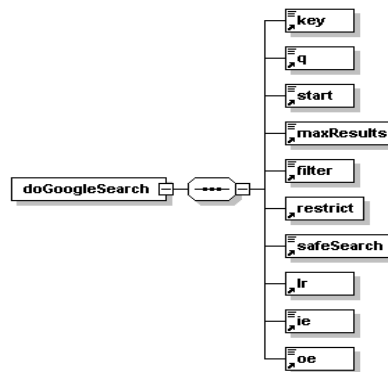 key
q
start
maxResults
doGoogleSearch
filter
restrict
safeSearch
lr
ie
oe